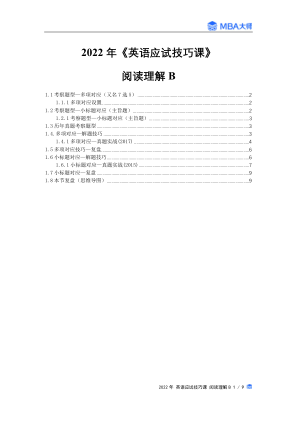 MBA大师
2022 年《英语应试技巧课》
阅读理解 B
1.1 考察题型—多项对应（又名 7 选 5）2
1.1.1 多项对应设置2
1.2 考察题型—小标题对应（主旨题）2
1.2.1 考察题型—小标题对应（主旨题）3
1.3 历年真题考察题型3
1.4.多项对应—解题技巧3
1.4.1 多项对应—真题实战(2017)4
1.5 多项对应技巧—复盘6
1.6 小标题对应—解题技巧6
1.6.1 小标题对应—真题实战(2015)7
1.7 小标题对应—复盘9
1.8 本节复盘（思维导图）9
2022 年 英语应试技巧课 阅读理解 B 1 / 9